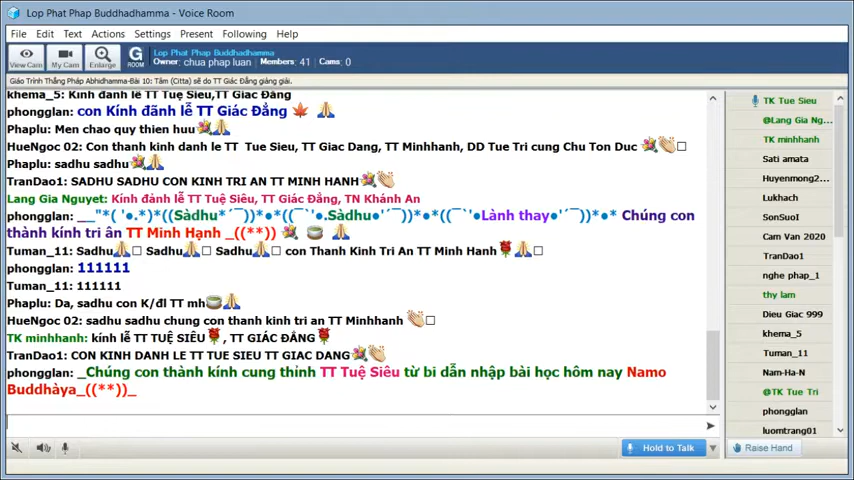 Lop Phat Phap Buddhadhamma - Voice Room
File Edit Text Actions Settings Present Following Help
View Cam
My Cam
Enlarge
G ROOM
Lop Phat Phap Buddhadhamma
Owner: chua phap luan Members: 41 Cams: 0
Giáo Trình Thắng Pháp Abhidhamma-Bài 10: Tâm (Citta) sẽ do TT Giác Đẳng giảng giải.
khema_5: Kính đảnh lễ TT Tuệ Siêu,TT Giác Đẳng
phongglan: con Kính đãnh lễ TT Giác Đẳng
Phaplu: Men chao quy thien huu
HueNgoc 02: Con thanh kinh danh le TT Tue Sieu, TT Giac Dang, TT Minhhanh, DD Tue Tri cung Chu Ton Duc
Phaplu: sadhu sadhu
TranDao1: SADHU SADHU CON KINH TRI AN TT MINH HANH
Lang Gia Nguyet: Kính đảnh lễ TT Tuệ Siêu, TT Giác Đẳng, TN Khánh An
phongglan: __"*( '●.*)*((Sàdhu*´¯`))*●*((¯`'●.Sàdhu●'´¯`))*●*((¯`'●Lành thay●'´¯`))*●* Chúng con
thành kính tri ân TT Minh Hạnh _((**))
Tuman_11: Sadhu Sadhu Sadhu con Thanh Kinh Tri An TT Minh Hanh
phongglan: 111111
Tuman_11: 111111
Phaplu: Da, sadhu con K/đl TT mh
HueNgoc 02: sadhu sadhu chung con thanh kinh tri an TT Minhhanh
TK minhhanh: kính lễ TT TUỆ SIÊU, TT GIÁC ĐẲNG
TranDao1: CON KINH DANH LE TT TUE SIEU TT GIAC DANG
phongglan: _Chúng con thành kính cung thỉnh TT Tuệ Siêu từ bi dẫn nhập bài học hôm nay Namo
Buddhàya_((**))_
Hold to Talk
TK Tue Sieu
@Lang Gia Ng...
TK minhhanh
Sati amata
Huyenmong2...
Lukhach
SonSuoI
Cam Van 2020
TranDao1
nghe phap_1
thy lam
Dieu Giac 999
khema_5
Tuman_11
Nam-Ha-N
@TK Tue Tri
phongglan
luomtrang01
Raise Hand